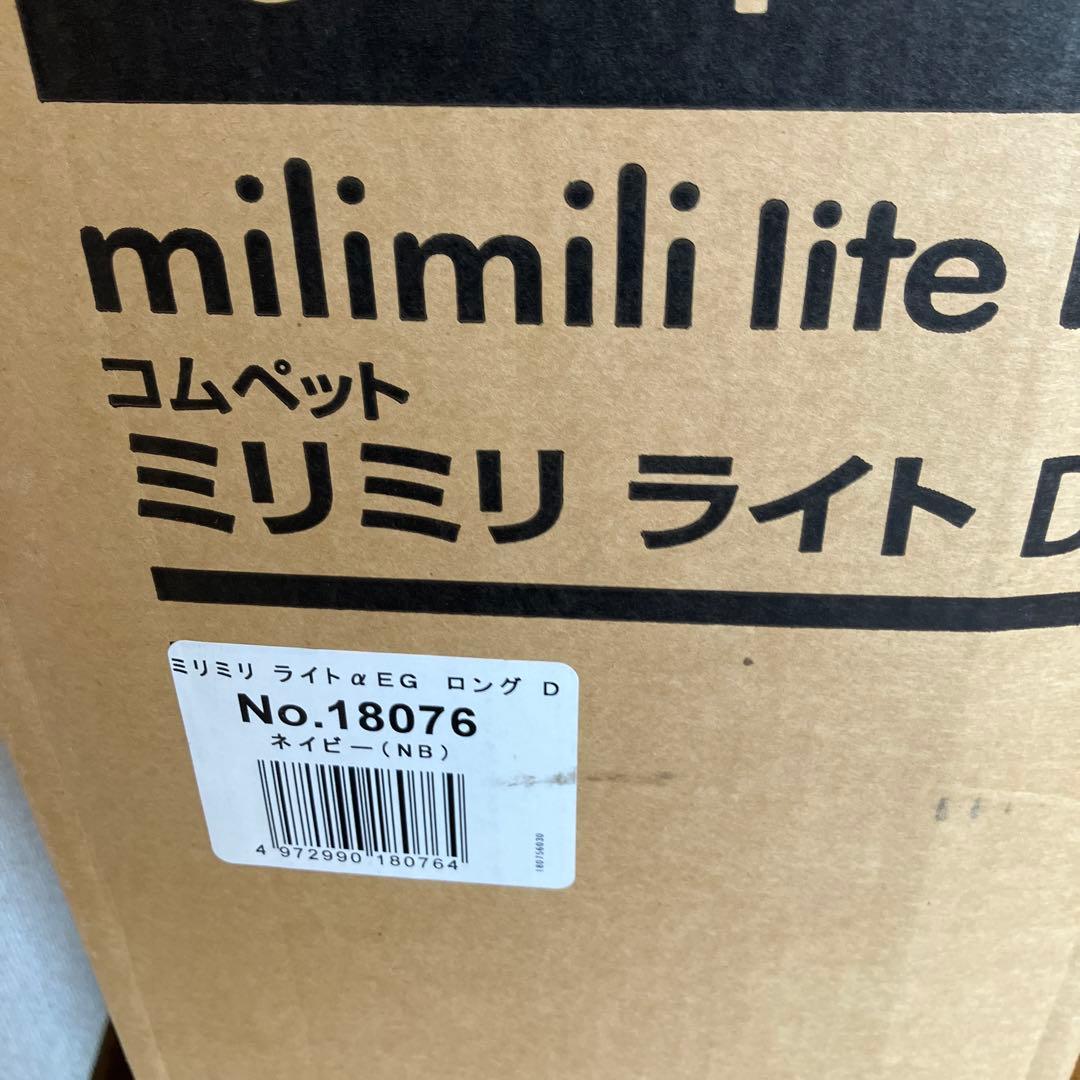 milimili lite
コムペット
ミリミリ ライト D
ミリミリ ライトαEG ロング D
No.18076
ネイビー(NB)
4 972990 180764
180756030